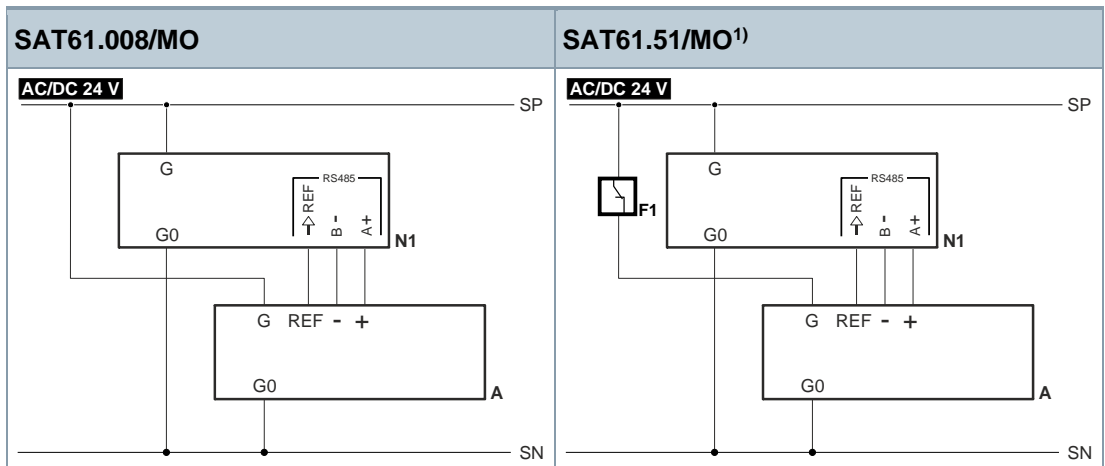 SAT61.008/MO
AC/DC 24 V
SP
G
RS485
REF
B -
A+
G0
N1
G REF - +
G0
A
SN
SAT61.51/MO1)
AC/DC 24 V
SP
G
RS485
REF
B -
A+
F1
G0
N1
G REF - +
G0
A
SN